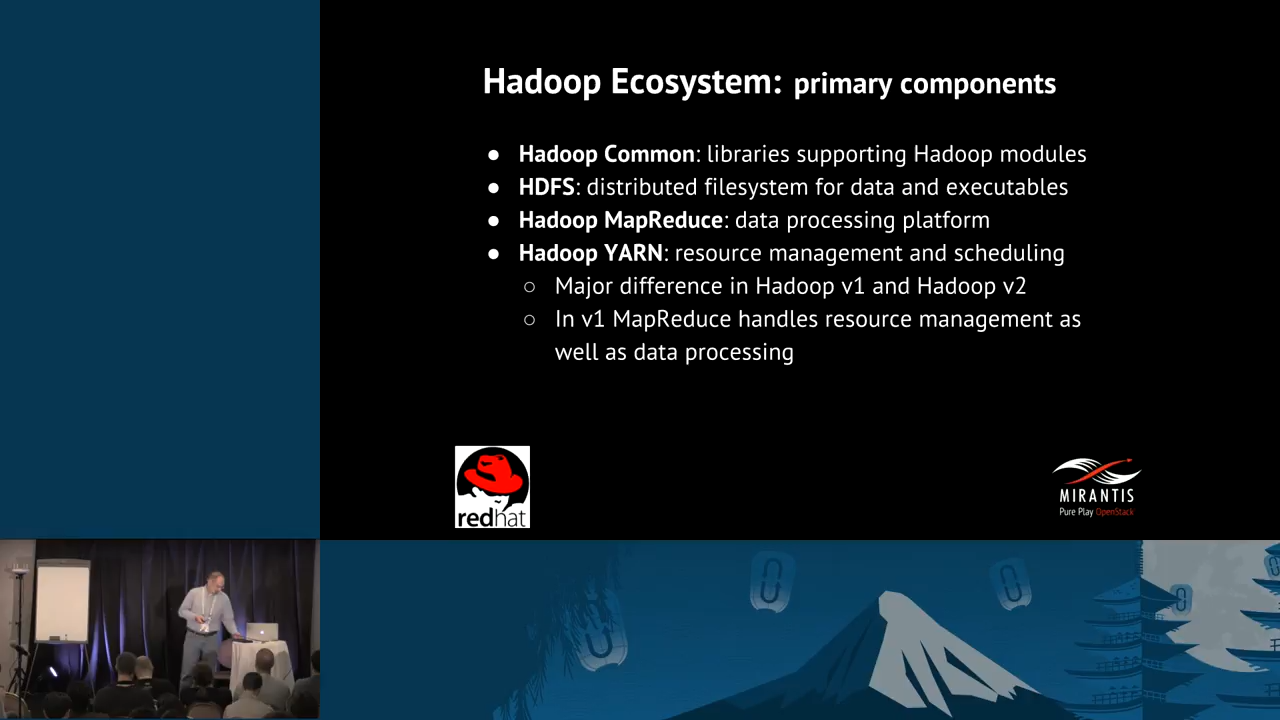 Hadoop Ecosystem: primary components
● Hadoop Common: libraries supporting Hadoop modules
● HDFS: distributed filesystem for data and executables
● Hadoop MapReduce: data processing platform
● Hadoop YARN: resource management and scheduling
○ Major difference in Hadoop v1 and Hadoop v2
○ In v1 MapReduce handles resource management as
well as data processing
redhat
MIRANTIS
Pure Play OpenStack